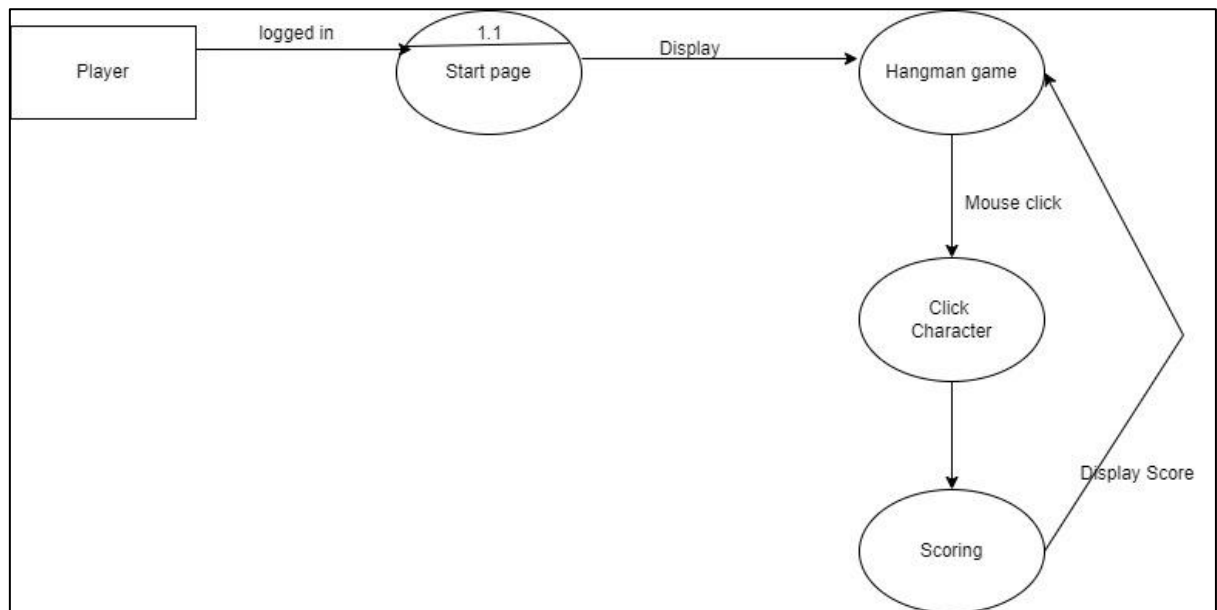 logged in
1.1
Player
Start page
Display
Hangman game
Mouse click
Click
Character
Display Score
Scoring